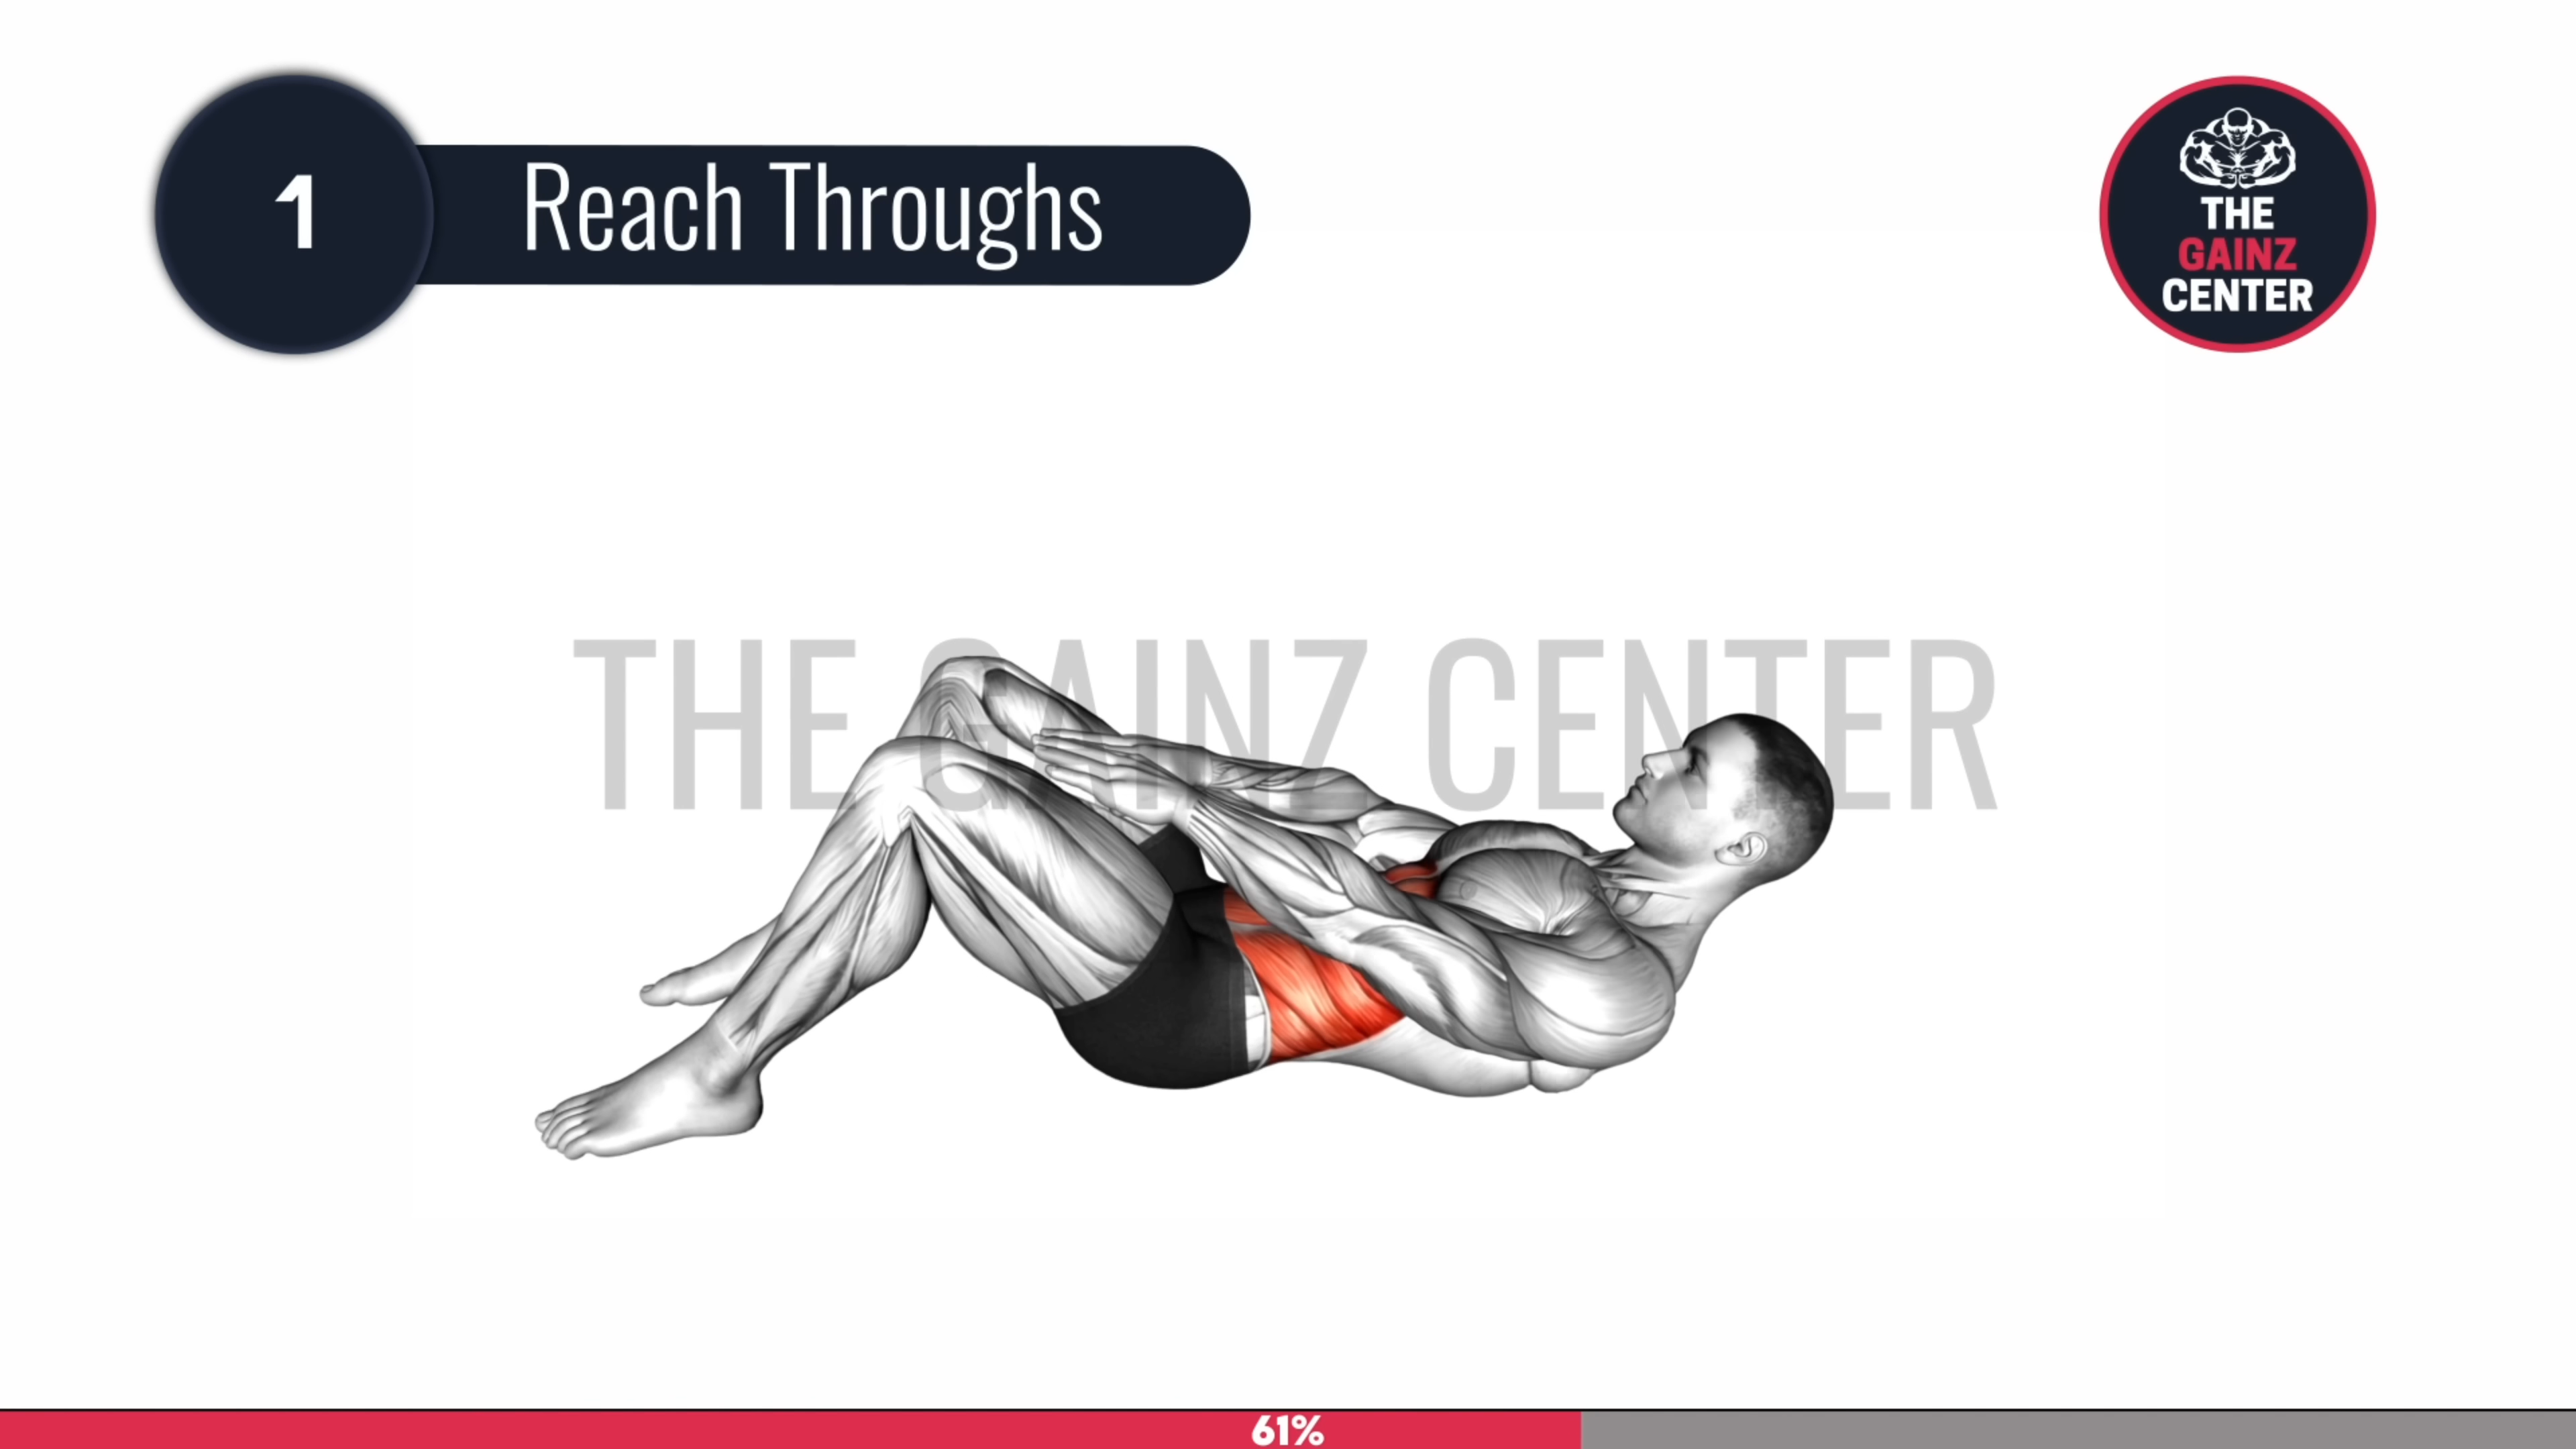 1
Reach Throughs
THE
GAINZ
CENTER
THE GAINZ CENTER
61%